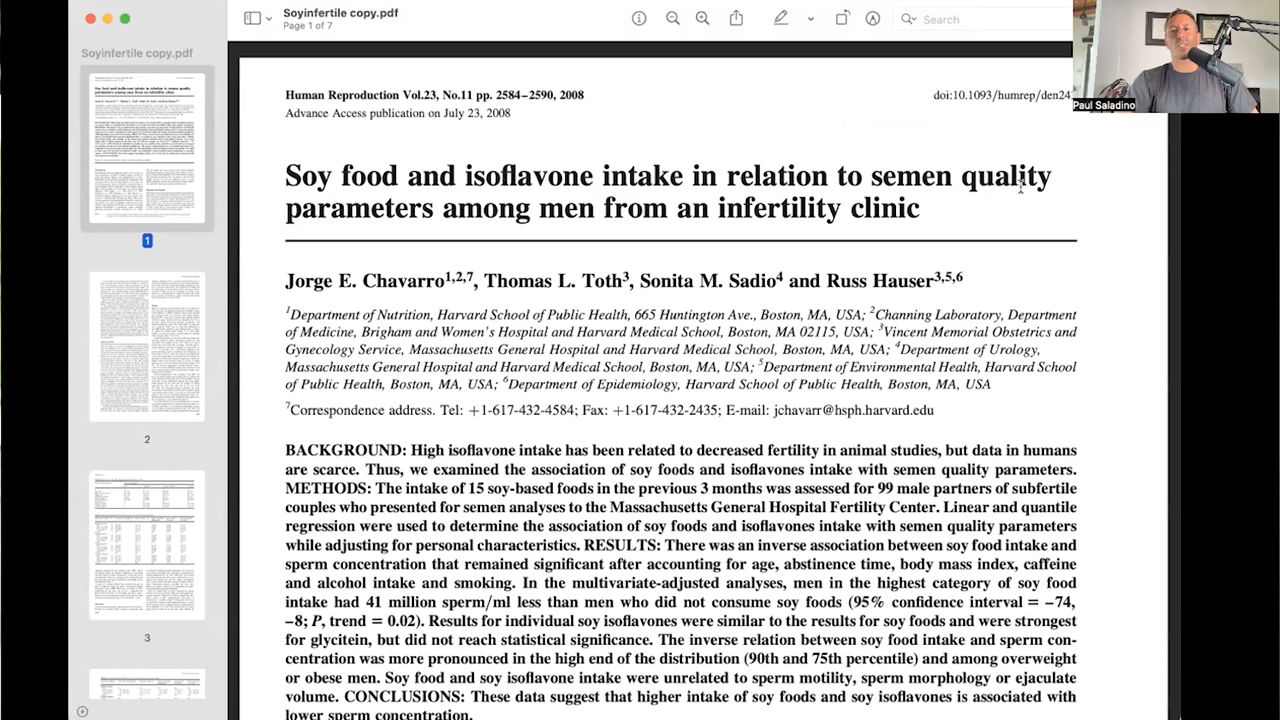 Soyinfertile copy.pdf
Page 1 of 7
Search
Soyinfertile copy.pdf
1
2
3
Paul Saladino
Human Reproduction Vol.23, No.11 pp. 2584–2590, 2008
doi:10.1093/humrep/den24
Advance Access publication on July 23, 2008
Soy food and isoflavone intake in relation to semen quality
parameters among men from an infertility clinic
Jorge E. Chavarro1,2,7, Thomas L. Toth3, Sonita M. Sadio4 and Russ Hauser3,5,6
1Department of Nutrition, Harvard School of Public Health, 665 Huntington Ave., Boston, MA, USA; 2Channing Laboratory, Department
of Medicine, Brigham and Women's Hospital and Harvard Medical School, Boston, MA 02115, USA; 3Vincent Memorial Obstetrics and
Gynecology Service, Massachusetts General Hospital and Harvard Medical School, Boston, MA, USA; 4Department of Urology,
Massachusetts General Hospital and Harvard Medical School, Boston, MA, USA; 5Department of Environmental Health, Harvard School
of Public Health, Boston, MA, USA; 6Department of Epidemiology, Harvard School of Public Health, Boston, MA, USA
7Correspondence address. Tel: +1-617-432-4584; Fax: +1-617-432-2435; E-mail: jchavarr@hsph.harvard.edu
BACKGROUND: High isoflavone intake has been related to decreased fertility in animal studies, but data in humans
are scarce. Thus, we examined the association of soy foods and isoflavones intake with semen quality parameters.
METHODS: The intake of 15 soy-based foods in the previous 3 months was assessed for 99 male partners of subfertile
couples who presented for semen analyses to the Massachusetts General Hospital Fertility Center. Linear and quantile
regression were used to determine the association of soy foods and isoflavones intake with semen quality parameters
while adjusting for personal characteristics. RESULTS: There was an inverse association between soy food intake and
sperm concentration that remained significant after accounting for age, abstinence time, body mass index, caffeine
and alcohol intake and smoking. In the multivariate-adjusted analyses, men in the highest category of soy food
intake had 41 million sperm/ml less than men who did not consume soy foods (95% confidence interval = −74,
−8; P, trend = 0.02). Results for individual soy isoflavones were similar to the results for soy foods and were strongest
for glycitein, but did not reach statistical significance. The inverse relation between soy food intake and sperm con-
centration was more pronounced in the high end of the distribution (90th and 75th percentile) and among overweight
or obese men. Soy food and soy isoflavone intake were unrelated to sperm motility, sperm morphology or ejaculate
volume. CONCLUSIONS: These data suggest that higher intake of soy foods and soy isoflavones is associated with
lower sperm concentration.